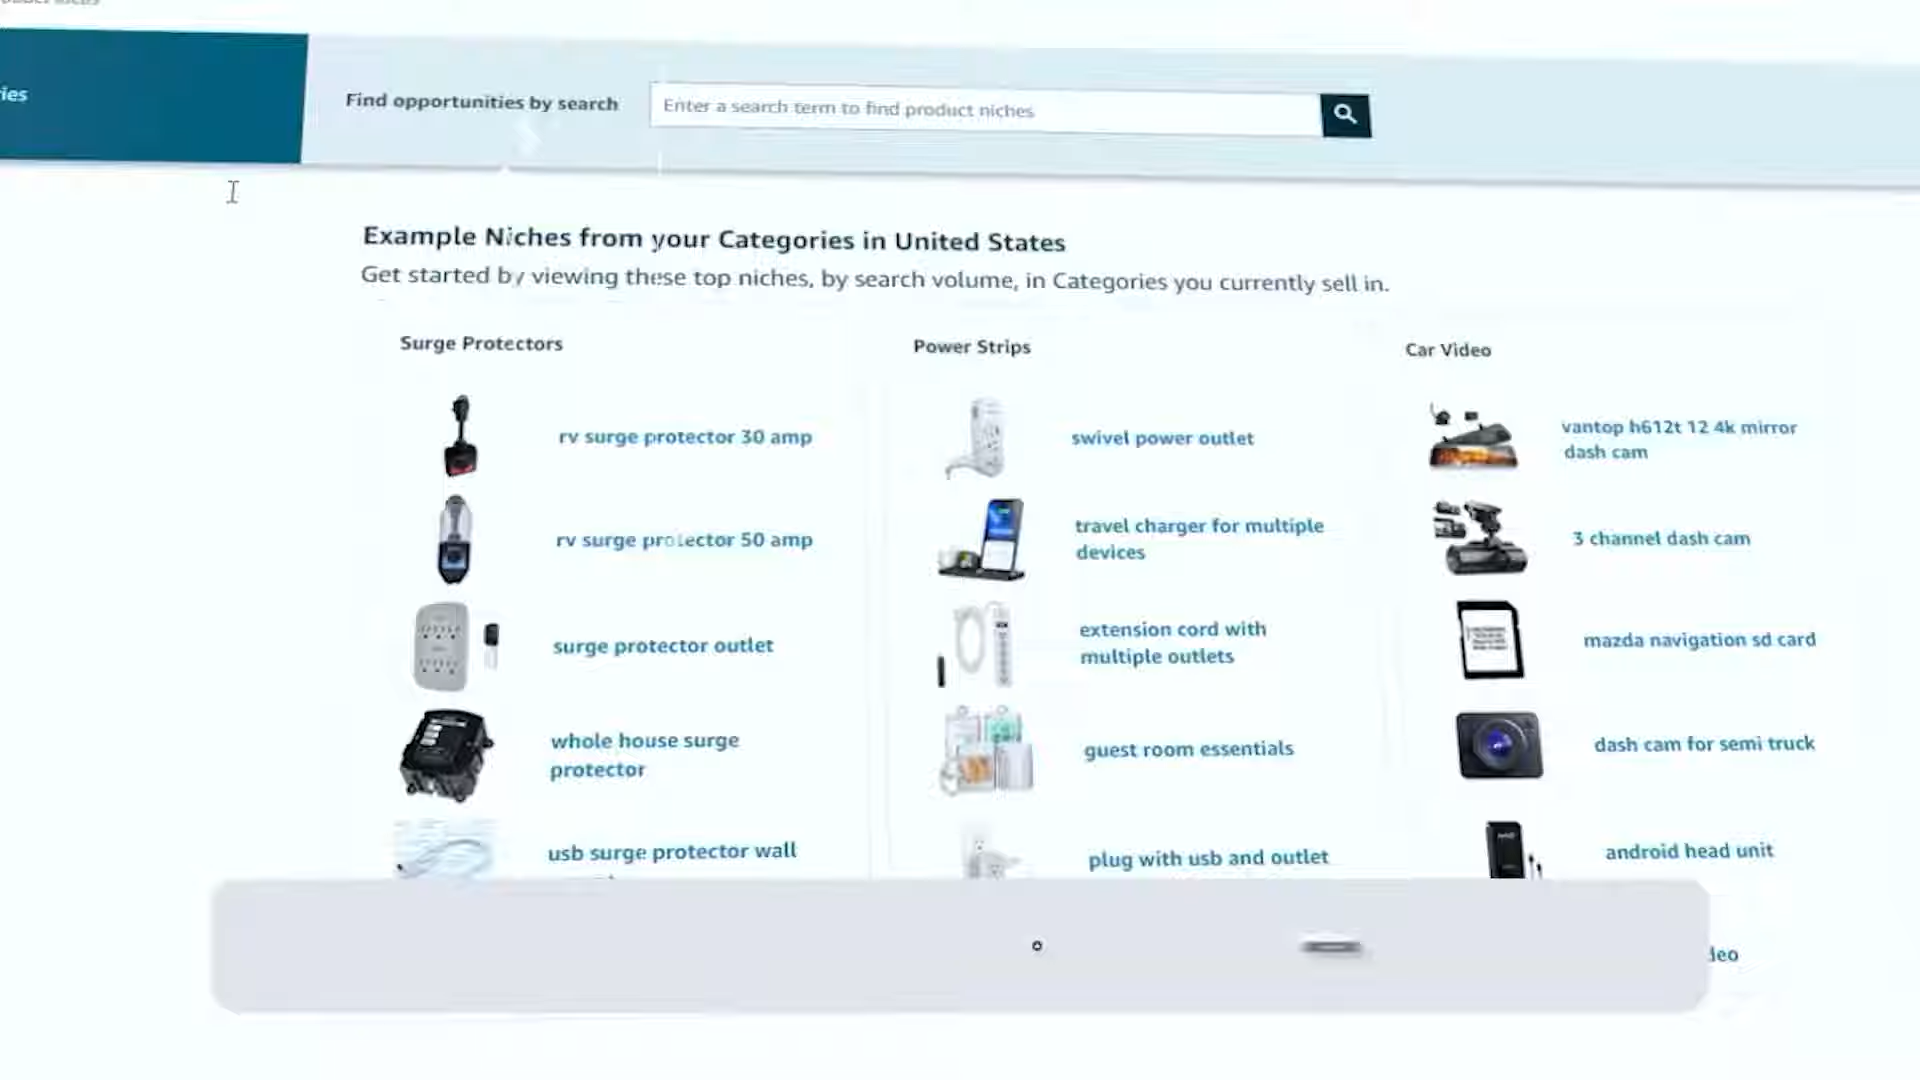 ies
Find opportunities by search
Enter a search term to find product niches
Example Niches from your Categories in United States
Get started by viewing these top niches, by search volume, in Categories you currently sell in.
Surge Protectors
rv surge protector 30 amp
rv surge protector 50 amp
surge protector outlet
whole house surge
protector
usb surge protector wall
Power Strips
swivel power outlet
travel charger for multiple
devices
extension cord with
multiple outlets
guest room essentials
plug with usb and outlet
Car Video
vantop h612t 12 4k mirror
dash cam
3 channel dash cam
mazda navigation sd card
dash cam for semi truck
android head unit
deo